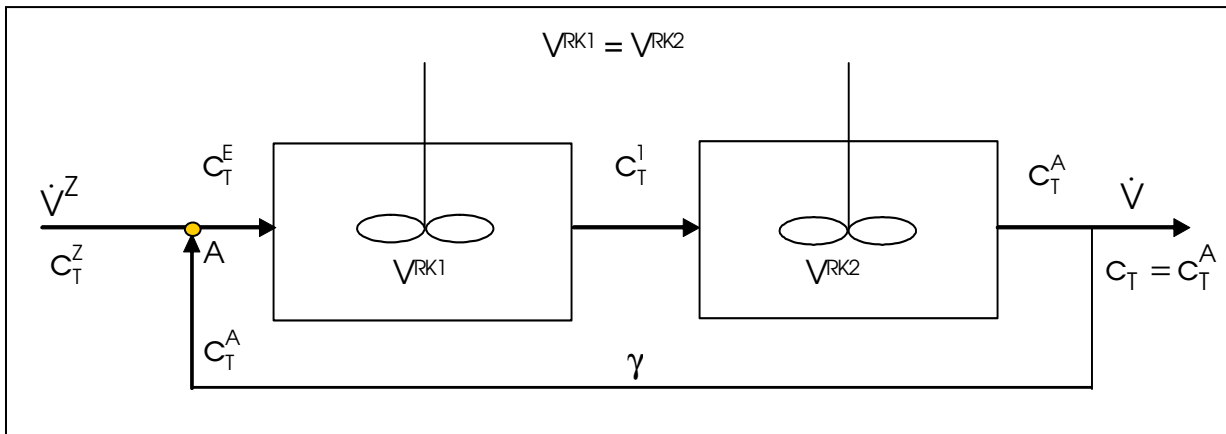 V^RK1 = V^RK2
V̇^Z
C_T^Z
C_T^E
A
V^RK1
C_T^1
V^RK2
C_T^A
V̇
C_T = C_T^A
C_T^A
γ